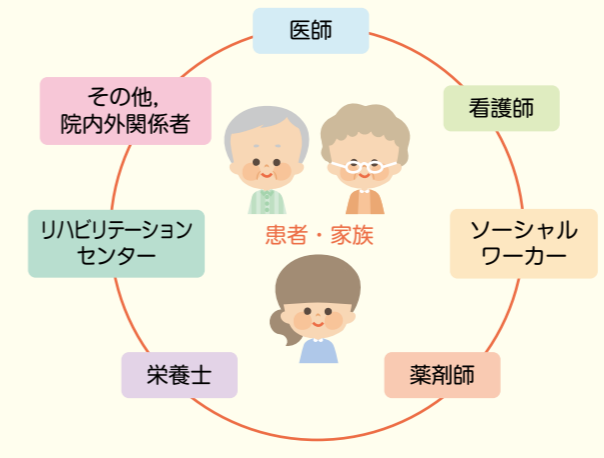 医師
看護師
ソーシャル
ワーカー
薬剤師
栄養士
リハビリテーション
センター
その他,
院内外関係者
患者・家族